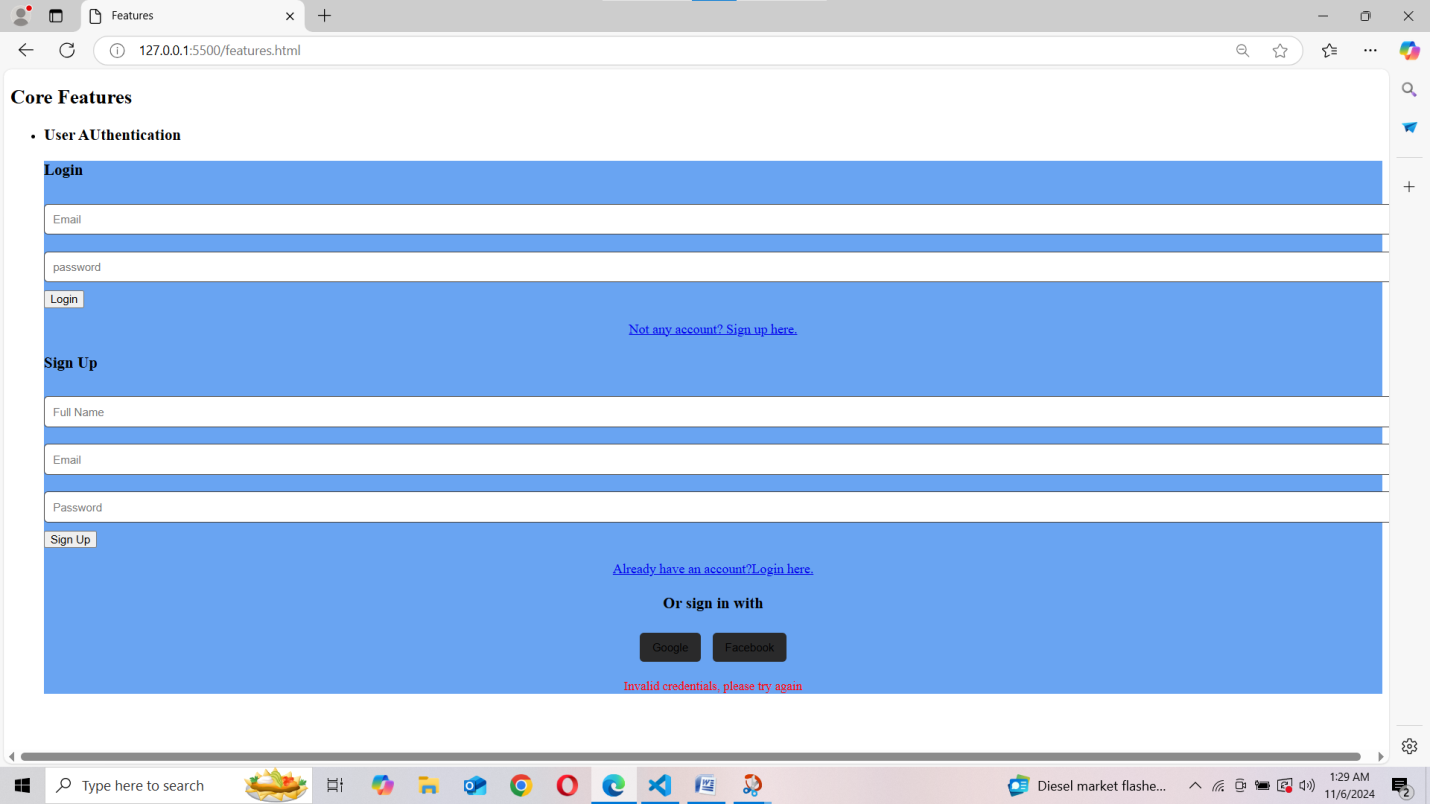 Features
127.0.0.1:5500/features.html
Core Features
User AUthentication
Login
Email
password
Login
Not any account? Sign up here.
Sign Up
Full Name
Email
Password
Sign Up
Already have an account?Login here.
Or sign in with
Google Facebook
Invalid credentials, please try again
Type here to search
Diesel market flashe...
1:29 AM
11/6/2024
2